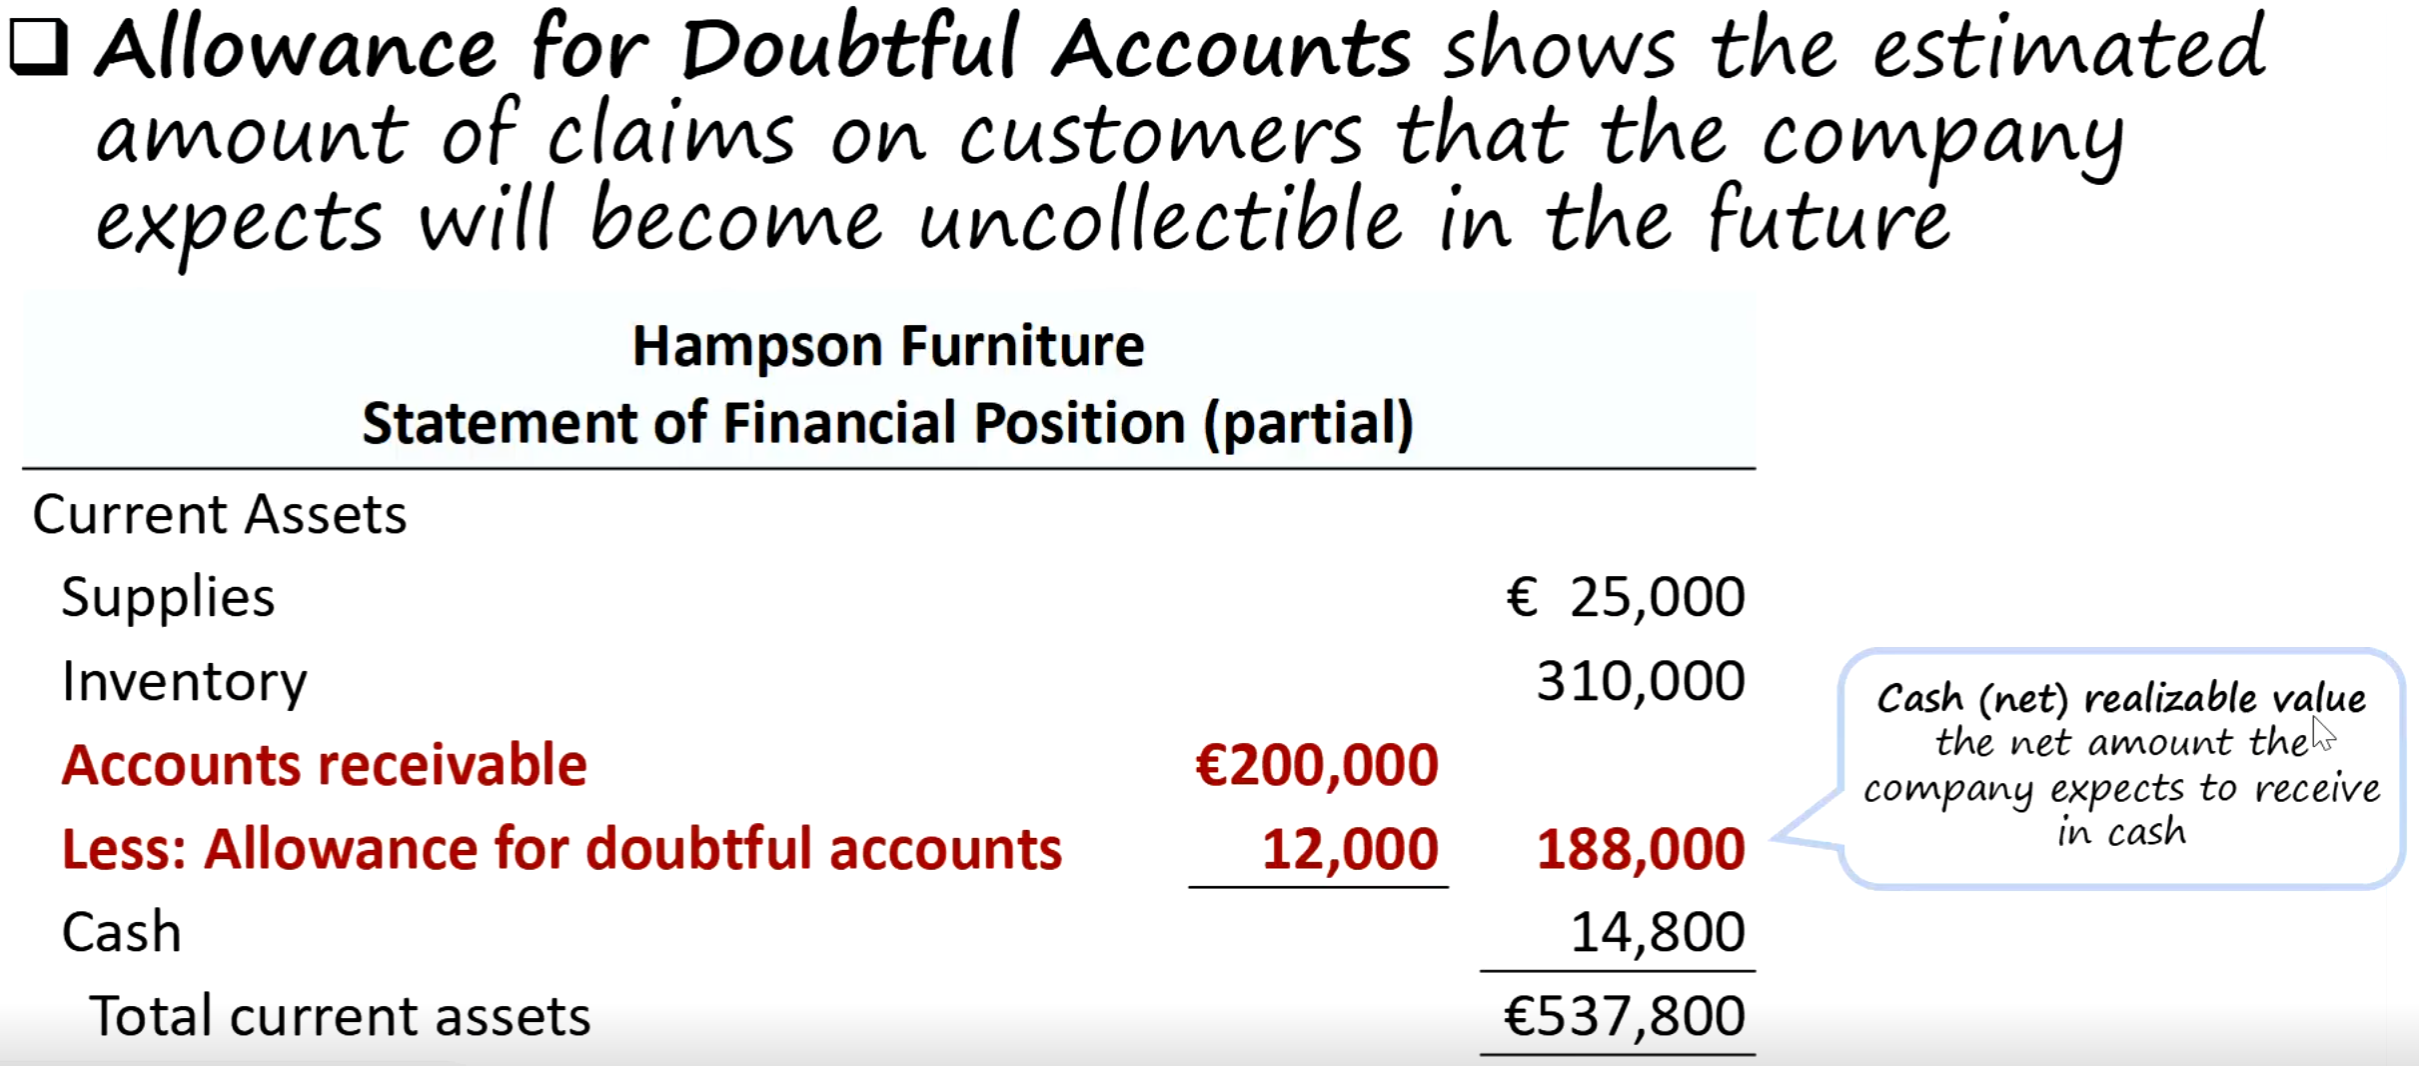 Allowance for Doubtful Accounts shows the estimated
amount of claims on customers that the company
expects will become uncollectible in the future
Hampson Furniture
Statement of Financial Position (partial)
Current Assets
Supplies € 25,000
Inventory 310,000
Accounts receivable €200,000
Less: Allowance for doubtful accounts 12,000 188,000
Cash 14,800
Total current assets €537,800
Cash (net) realizable value
the net amount the
company expects to receive
in cash